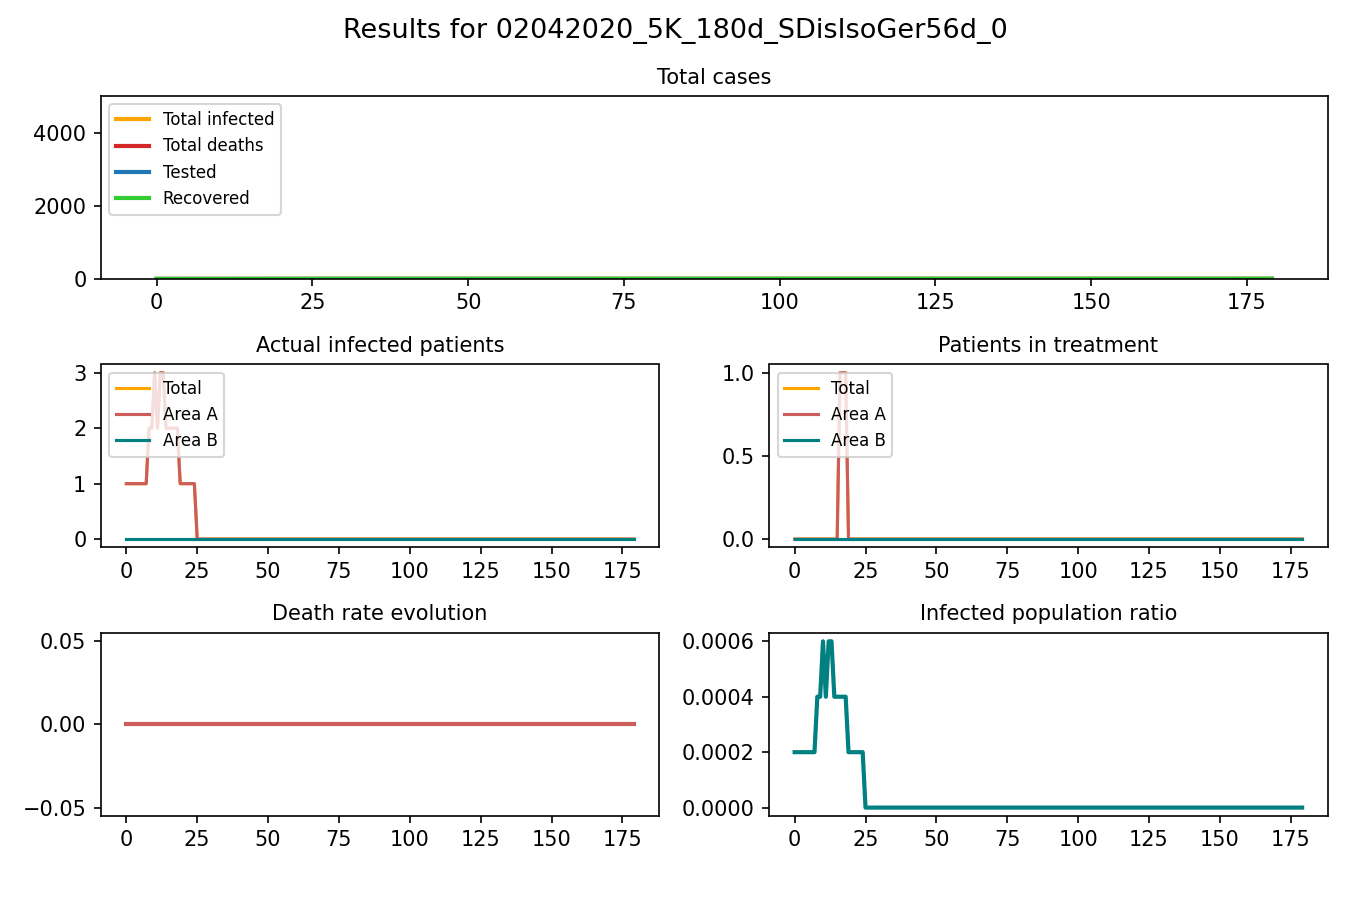 Results for 02042020_5K_180d_SDisIsoGer56d_0
Total cases
4000
2000
0
Total infected
Total deaths
Tested
Recovered
0 25 50 75 100 125 150 175
Actual infected patients
3
2
1
0
Total
Area A
Area B
0 25 50 75 100 125 150 175
Patients in treatment
1.0
0.5
0.0
Total
Area A
Area B
0 25 50 75 100 125 150 175
Death rate evolution
0.05
0.00
−0.05
0 25 50 75 100 125 150 175
Infected population ratio
0.0006
0.0004
0.0002
0.0000
0 25 50 75 100 125 150 175